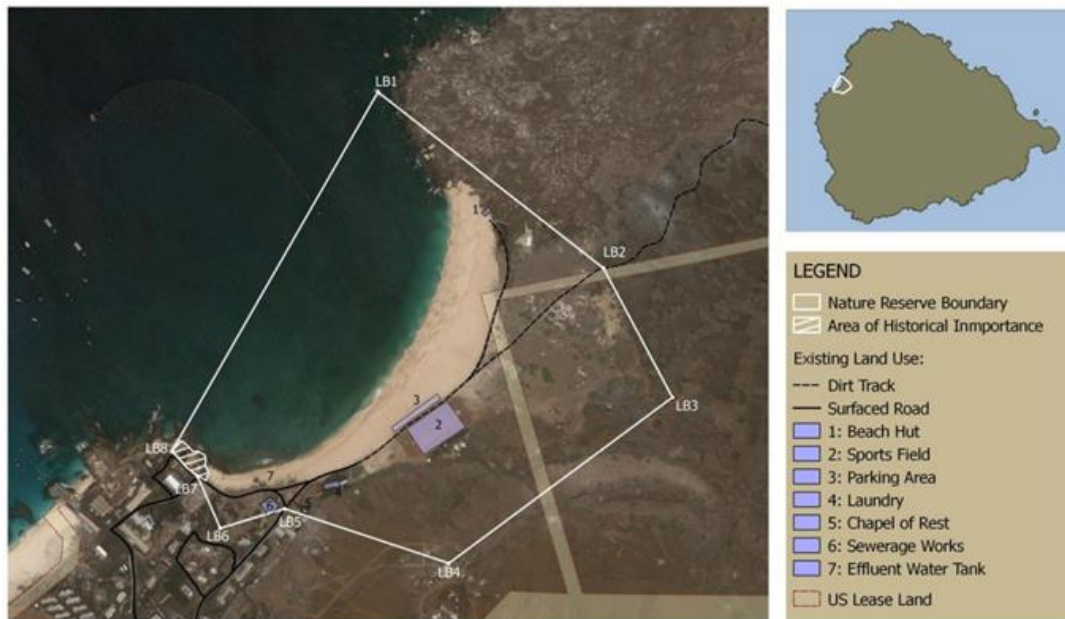 LB1
1
LB2
LB3
3
2
LB8
LB7
7
6
5
LB5
LB6
LB4
LEGEND
Nature Reserve Boundary
Area of Historical Inmportance
Existing Land Use:
Dirt Track
Surfaced Road
1: Beach Hut
2: Sports Field
3: Parking Area
4: Laundry
5: Chapel of Rest
6: Sewerage Works
7: Effluent Water Tank
US Lease Land